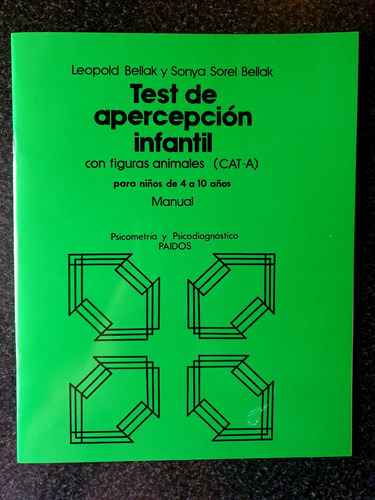 Leopold Bellak y Sonya Sorel Bellak
Test de
apercepción
infantil
con figuras animales (CAT-A)
para niños de 4 a 10 años
Manual
Psicometría y Psicodiagnóstico
PAIDOS